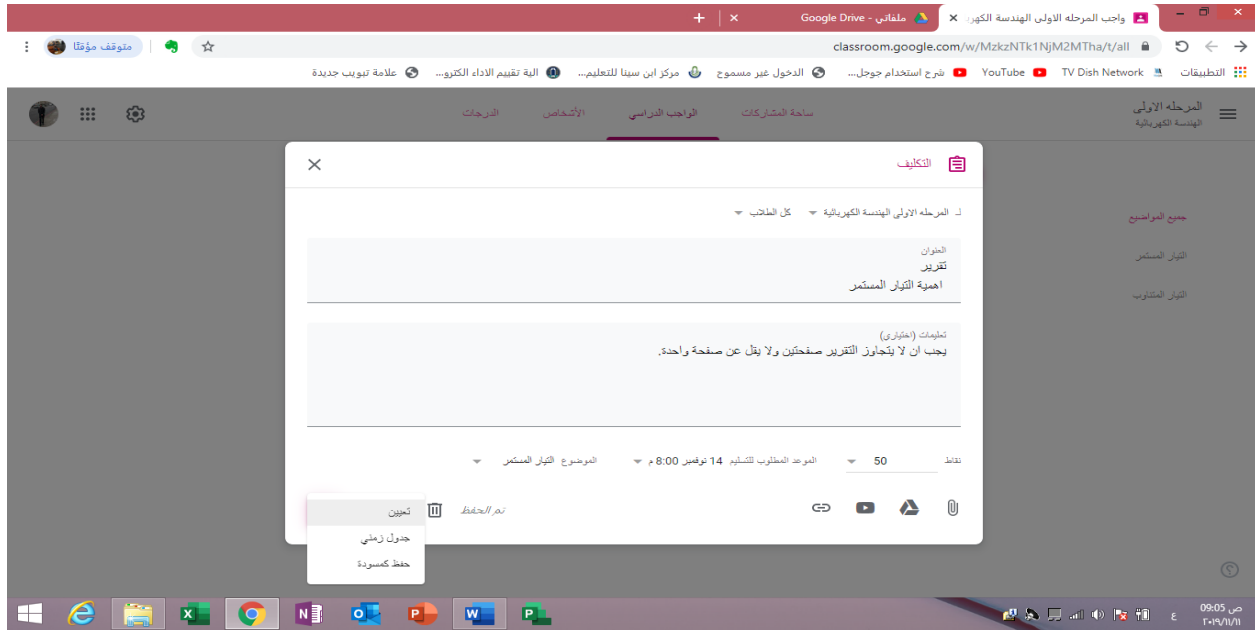 واجب المرحله الاولى الهندسة الكهر
ملفاتي - Google Drive
classroom.google.com/w/MzkzNTk1NjM2MTha/t/all
متوقف مؤقتًا
التطبيقات
TV Dish Network
YouTube
شرح استخدام جوجل...
الدخول غير مسموح
مركز ابن سينا للتعليم...
الية تقييم الاداء الكترو...
علامة تبويب جديدة
المرحله الاولى
الهندسة الكهربائية
ساحة المشاركات
الواجب الدراسي
الأشخاص
الدرجات
التكليف
لـ المرحله الاولى الهندسة الكهربائية
كل الطلاب
جميع المواضيع
التيار المستمر
التيار المتناوب
العنوان
تقرير
اهمية التيار المستمر
تعليمات (اختياري)
يجب ان لا يتجاوز التقرير صفحتين ولا يقل عن صفحة واحدة.
نقاط 50
الموعد المطلوب للتسليم 14 نوفمبر 8:00 م
الموضوع التيار المستمر
تم الحفظ
تعيين
جدول زمني
حفظ كمسودة
ع
09:05 ص
٢٠١٩/١١/١١